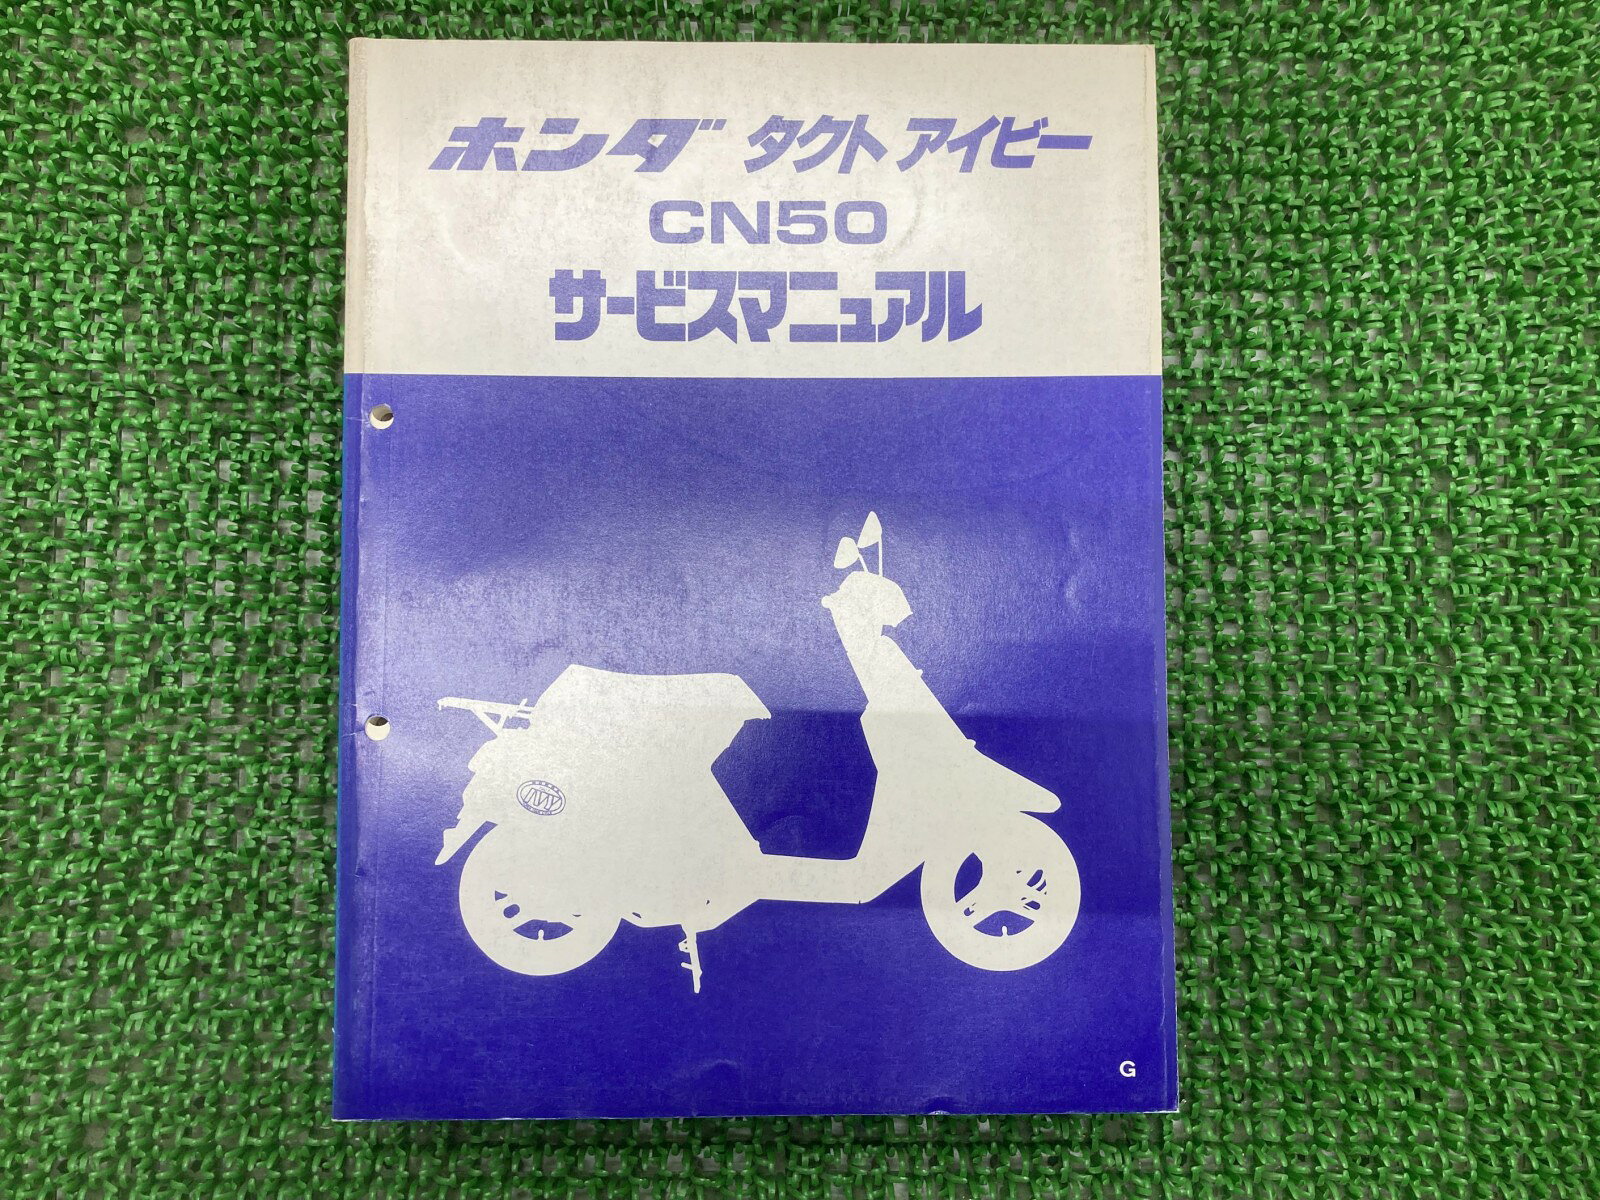 ホンダ タクト アイビー
CN50
サービスマニュアル
G